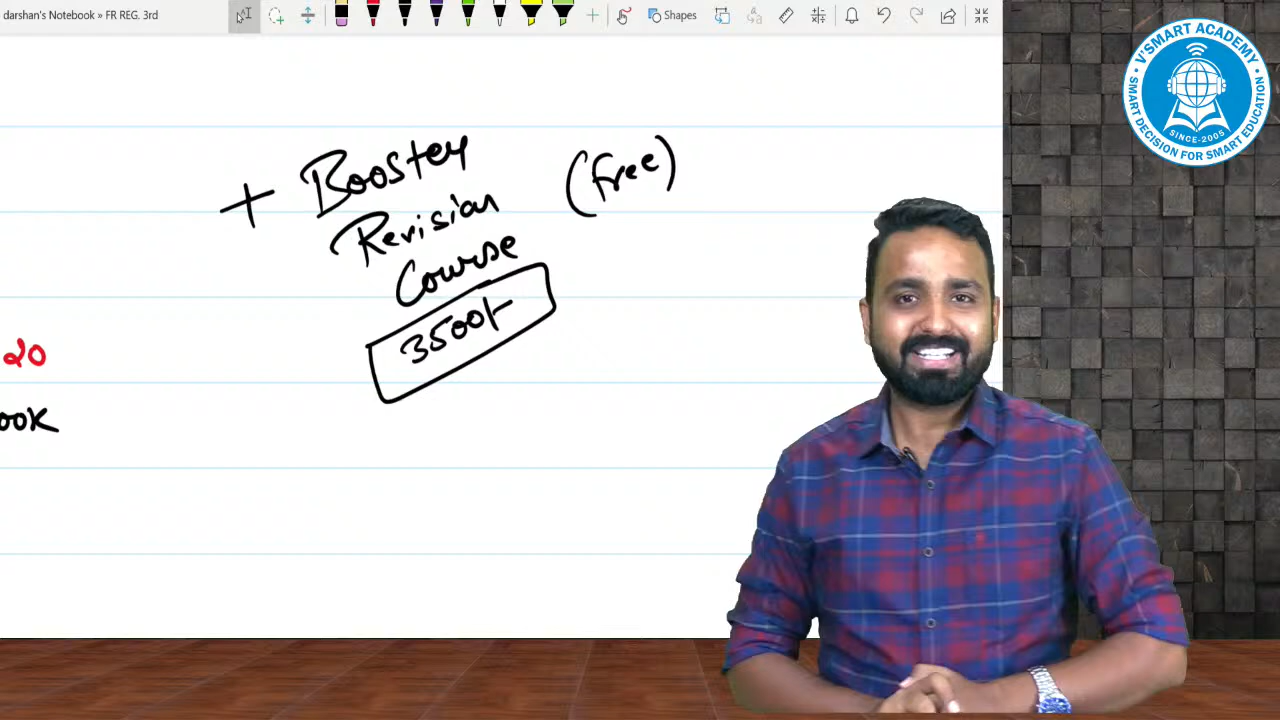 darshan's Notebook » FR REG. 3rd
Shapes
V'SMART ACADEMY
SMART DECISION FOR SMART EDUCATION
SINCE-2005
+ Booster (free)
Revision
Course
3500/-
20
ook